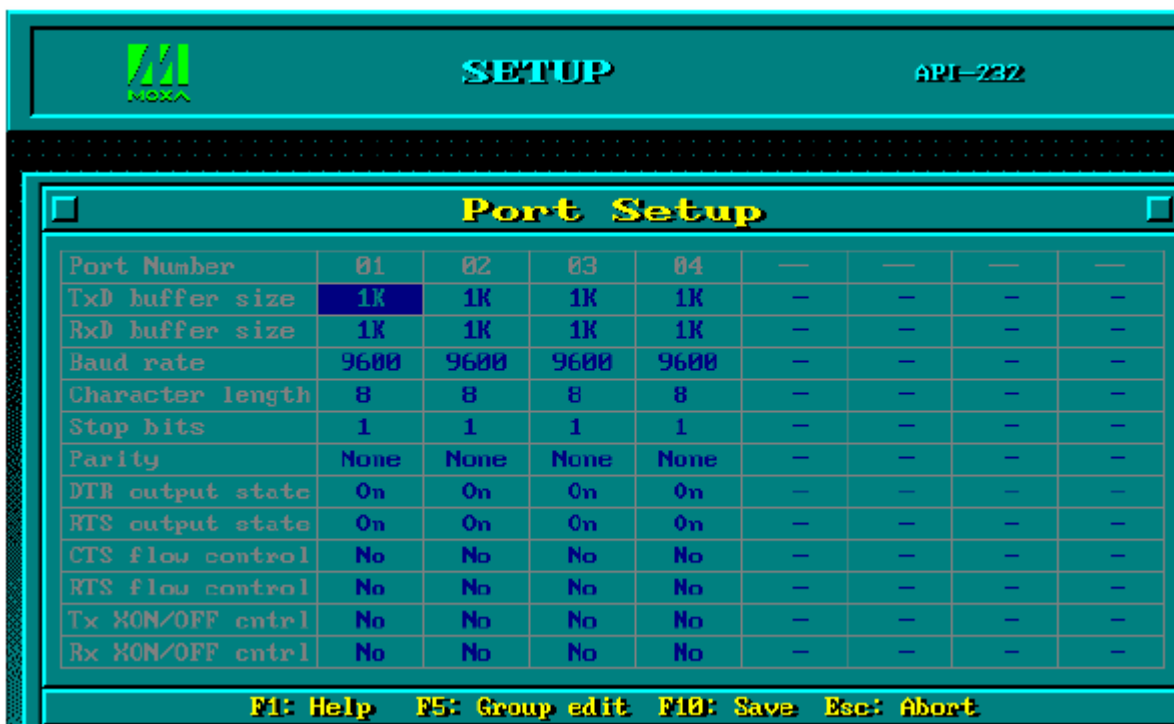 MOXA SETUP API-232
Port Setup
Port Number 01 02 03 04 — — — —
TxD buffer size 1K 1K 1K 1K — — — —
RxD buffer size 1K 1K 1K 1K — — — —
Baud rate 9600 9600 9600 9600 — — — —
Character length 8 8 8 8 — — — —
Stop bits 1 1 1 1 — — — —
Parity None None None None — — — —
DTR output state On On On On — — — —
RTS output state On On On On — — — —
CTS flow control No No No No — — — —
RTS flow control No No No No — — — —
Tx XON/OFF cntrl No No No No — — — —
Rx XON/OFF cntrl No No No No — — — —
F1: Help F5: Group edit F10: Save Esc: Abort